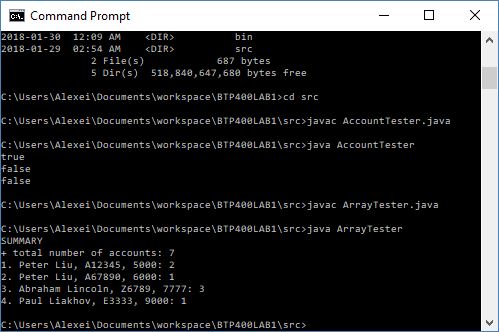 Command Prompt
2018-01-30  12:09 AM    <DIR>          bin
2018-01-29  02:54 AM    <DIR>          src
               2 File(s)            687 bytes
               5 Dir(s)  518,840,647,680 bytes free
C:\Users\Alexei\Documents\workspace\BTP400LAB1>cd src
C:\Users\Alexei\Documents\workspace\BTP400LAB1\src>javac AccountTester.java
C:\Users\Alexei\Documents\workspace\BTP400LAB1\src>java AccountTester
true
false
false
C:\Users\Alexei\Documents\workspace\BTP400LAB1\src>javac ArrayTester.java
C:\Users\Alexei\Documents\workspace\BTP400LAB1\src>java ArrayTester
SUMMARY
+ total number of accounts: 7
1. Peter Liu, A12345, 5000: 2
2. Peter Liu, A67890, 6000: 1
3. Abraham Lincoln, Z6789, 7777: 3
4. Paul Liakhov, E3333, 9000: 1
C:\Users\Alexei\Documents\workspace\BTP400LAB1\src>